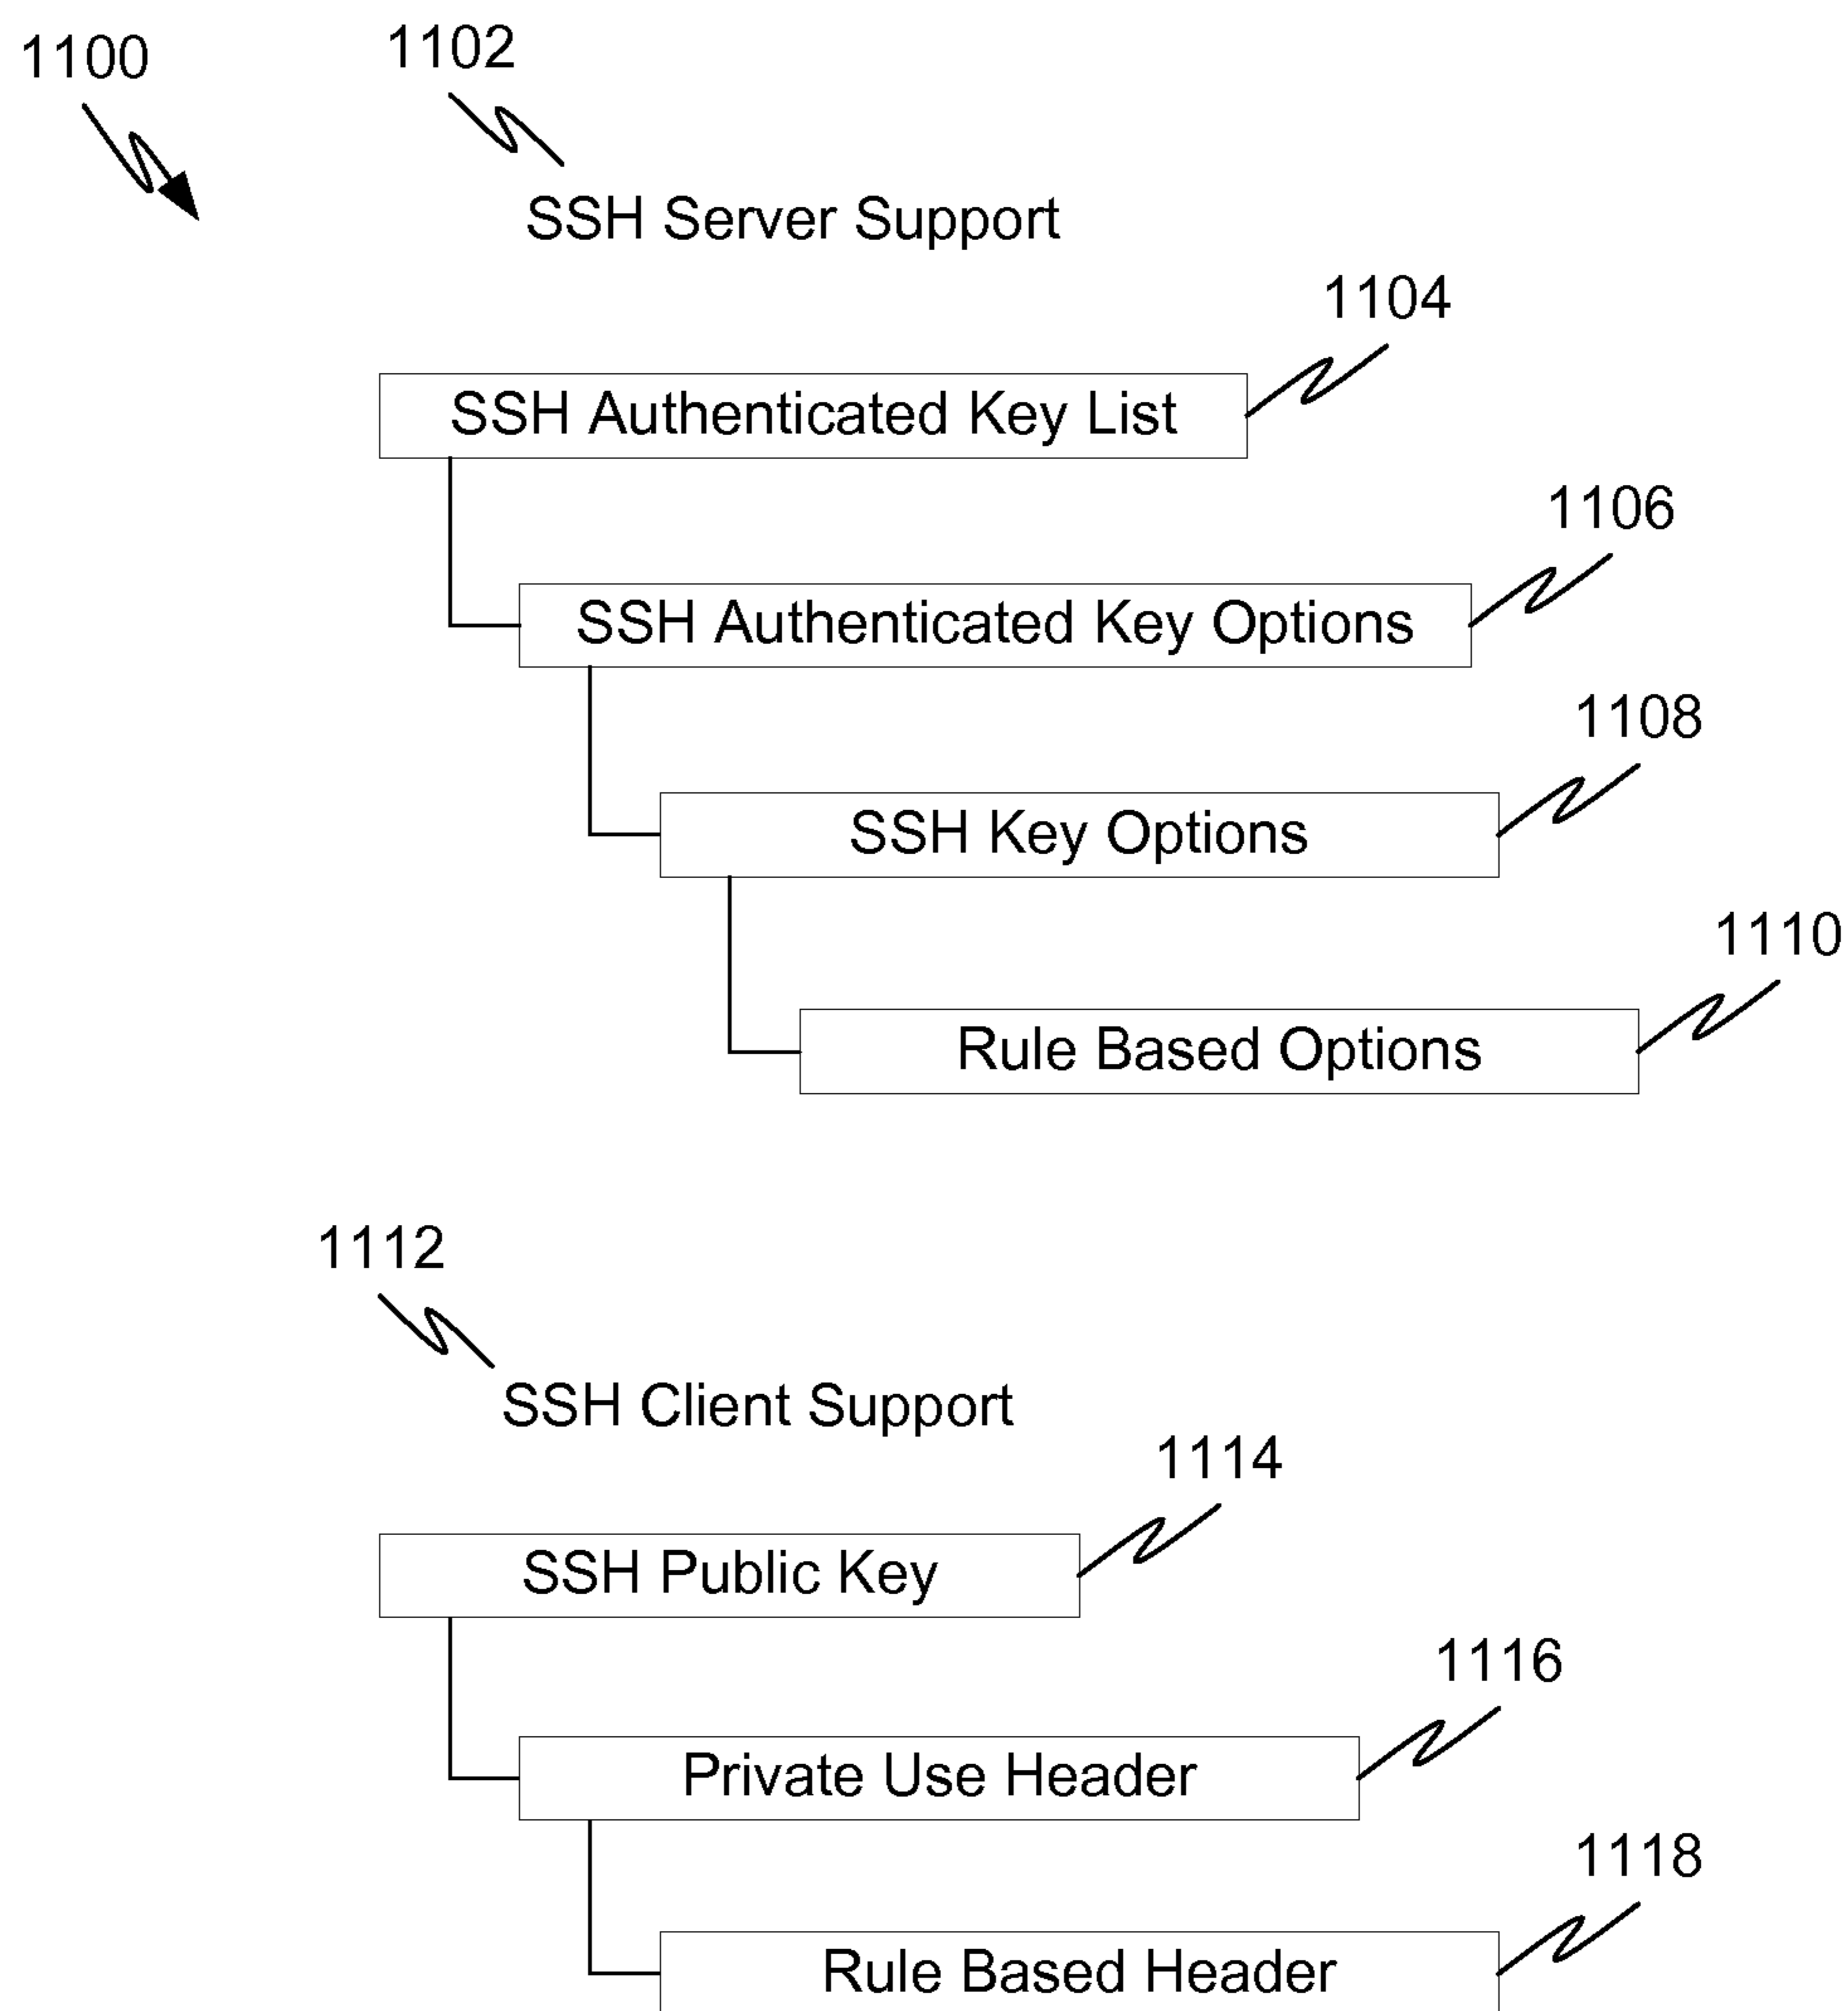 1100
1102
SSH Server Support
1104
SSH Authenticated Key List
1106
SSH Authenticated Key Options
1108
SSH Key Options
1110
Rule Based Options
1112
SSH Client Support
1114
SSH Public Key
1116
Private Use Header
1118
Rule Based Header